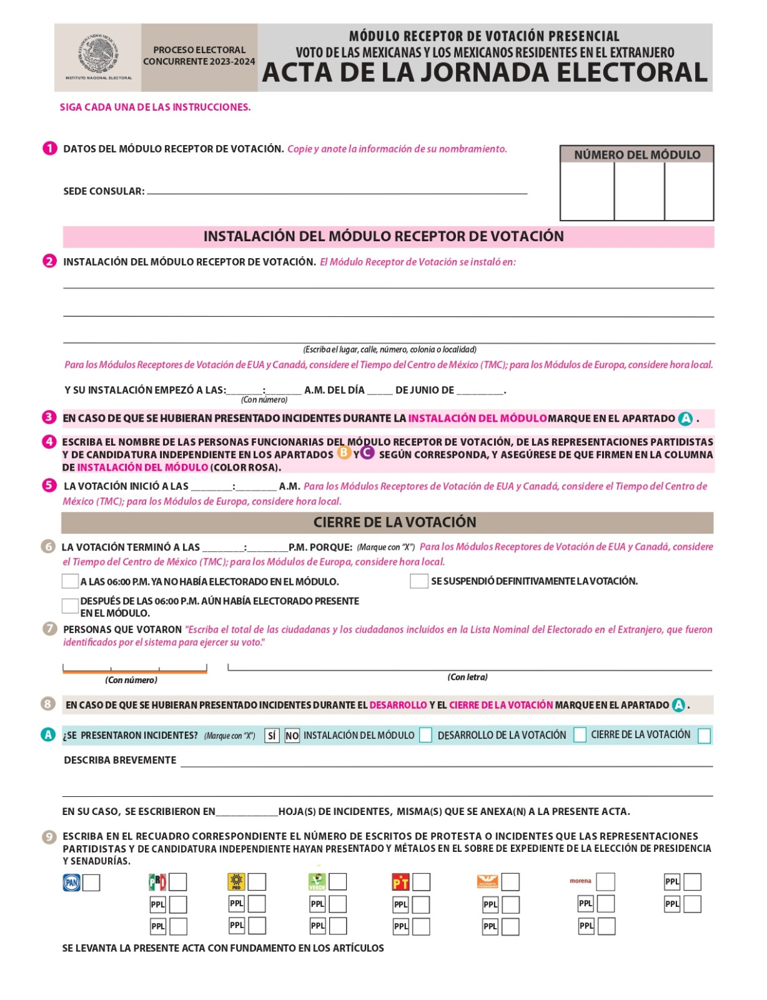 ESTADOS UNIDOS MEXICANOS
INSTITUTO NACIONAL ELECTORAL
PROCESO ELECTORAL
CONCURRENTE 2023-2024
MÓDULO RECEPTOR DE VOTACIÓN PRESENCIAL
VOTO DE LAS MEXICANAS Y LOS MEXICANOS RESIDENTES EN EL EXTRANJERO
ACTA DE LA JORNADA ELECTORAL
SIGA CADA UNA DE LAS INSTRUCCIONES.
1 DATOS DEL MÓDULO RECEPTOR DE VOTACIÓN. Copie y anote la información de su nombramiento.
NÚMERO DEL MÓDULO
SEDE CONSULAR:
INSTALACIÓN DEL MÓDULO RECEPTOR DE VOTACIÓN
2 INSTALACIÓN DEL MÓDULO RECEPTOR DE VOTACIÓN. El Módulo Receptor de Votación se instaló en:
(Escriba el lugar, calle, número, colonia o localidad)
Para los Módulos Receptores de Votación de EUA y Canadá, considere el Tiempo del Centro de México (TMC); para los Módulos de Europa, considere hora local.
Y SU INSTALACIÓN EMPEZÓ A LAS:_______:_______ A.M. DEL DÍA _____ DE JUNIO DE _________.
(Con número)
3 EN CASO DE QUE SE HUBIERAN PRESENTADO INCIDENTES DURANTE LA INSTALACIÓN DEL MÓDULO MARQUE EN EL APARTADO A .
4 ESCRIBA EL NOMBRE DE LAS PERSONAS FUNCIONARIAS DEL MÓDULO RECEPTOR DE VOTACIÓN, DE LAS REPRESENTACIONES PARTIDISTAS
Y DE CANDIDATURA INDEPENDIENTE EN LOS APARTADOS B Y C SEGÚN CORRESPONDA, Y ASEGÚRESE DE QUE FIRMEN EN LA COLUMNA
DE INSTALACIÓN DEL MÓDULO (COLOR ROSA).
5 LA VOTACIÓN INICIÓ A LAS ________:________ A.M. Para los Módulos Receptores de Votación de EUA y Canadá, considere el Tiempo del Centro de
México (TMC); para los Módulos de Europa, considere hora local.
CIERRE DE LA VOTACIÓN
6 LA VOTACIÓN TERMINÓ A LAS ________:________P.M. PORQUE: (Marque con “X”) Para los Módulos Receptores de Votación de EUA y Canadá, considere
el Tiempo del Centro de México (TMC); para los Módulos de Europa, considere hora local.
A LAS 06:00 P.M. YA NO HABÍA ELECTORADO EN EL MÓDULO.
SE SUSPENDIÓ DEFINITIVAMENTE LA VOTACIÓN.
DESPUÉS DE LAS 06:00 P.M. AÚN HABÍA ELECTORADO PRESENTE
EN EL MÓDULO.
7 PERSONAS QUE VOTARON "Escriba el total de las ciudadanas y los ciudadanos incluidos en la Lista Nominal del Electorado en el Extranjero, que fueron
identificados por el sistema para ejercer su voto."
(Con número) (Con letra)
8 EN CASO DE QUE SE HUBIERAN PRESENTADO INCIDENTES DURANTE EL DESARROLLO Y EL CIERRE DE LA VOTACIÓN MARQUE EN EL APARTADO A .
A ¿SE PRESENTARON INCIDENTES? (Marque con “X”) SÍ NO INSTALACIÓN DEL MÓDULO DESARROLLO DE LA VOTACIÓN CIERRE DE LA VOTACIÓN
DESCRIBA BREVEMENTE
EN SU CASO, SE ESCRIBIERON EN____________HOJA(S) DE INCIDENTES, MISMA(S) QUE SE ANEXA(N) A LA PRESENTE ACTA.
9 ESCRIBA EN EL RECUADRO CORRESPONDIENTE EL NÚMERO DE ESCRITOS DE PROTESTA O INCIDENTES QUE LAS REPRESENTACIONES
PARTIDISTAS Y DE CANDIDATURA INDEPENDIENTE HAYAN PRESENTADO Y MÉTALOS EN EL SOBRE DE EXPEDIENTE DE LA ELECCIÓN DE PRESIDENCIA
Y SENADURÍAS.
PAN PRD PRD VERDE PT MOVIMIENTO CIUDADANO morena PPL
PPL PPL PPL PPL PPL PPL PPL
PPL PPL PPL PPL PPL PPL
SE LEVANTA LA PRESENTE ACTA CON FUNDAMENTO EN LOS ARTÍCULOS